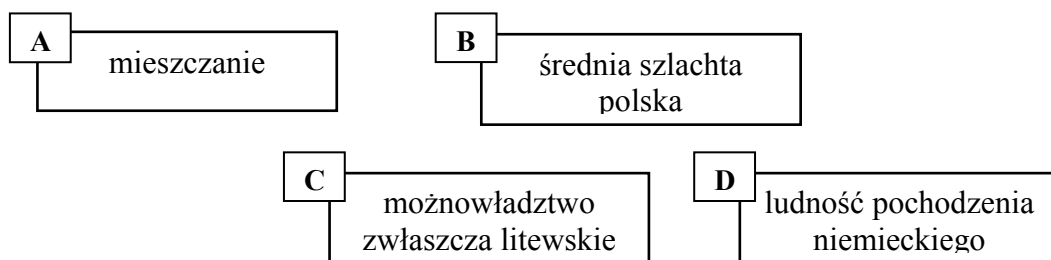 A
mieszczanie
B
średnia szlachta
polska
C
możnowładztwo
zwłaszcza litewskie
D
ludność pochodzenia
niemieckiego